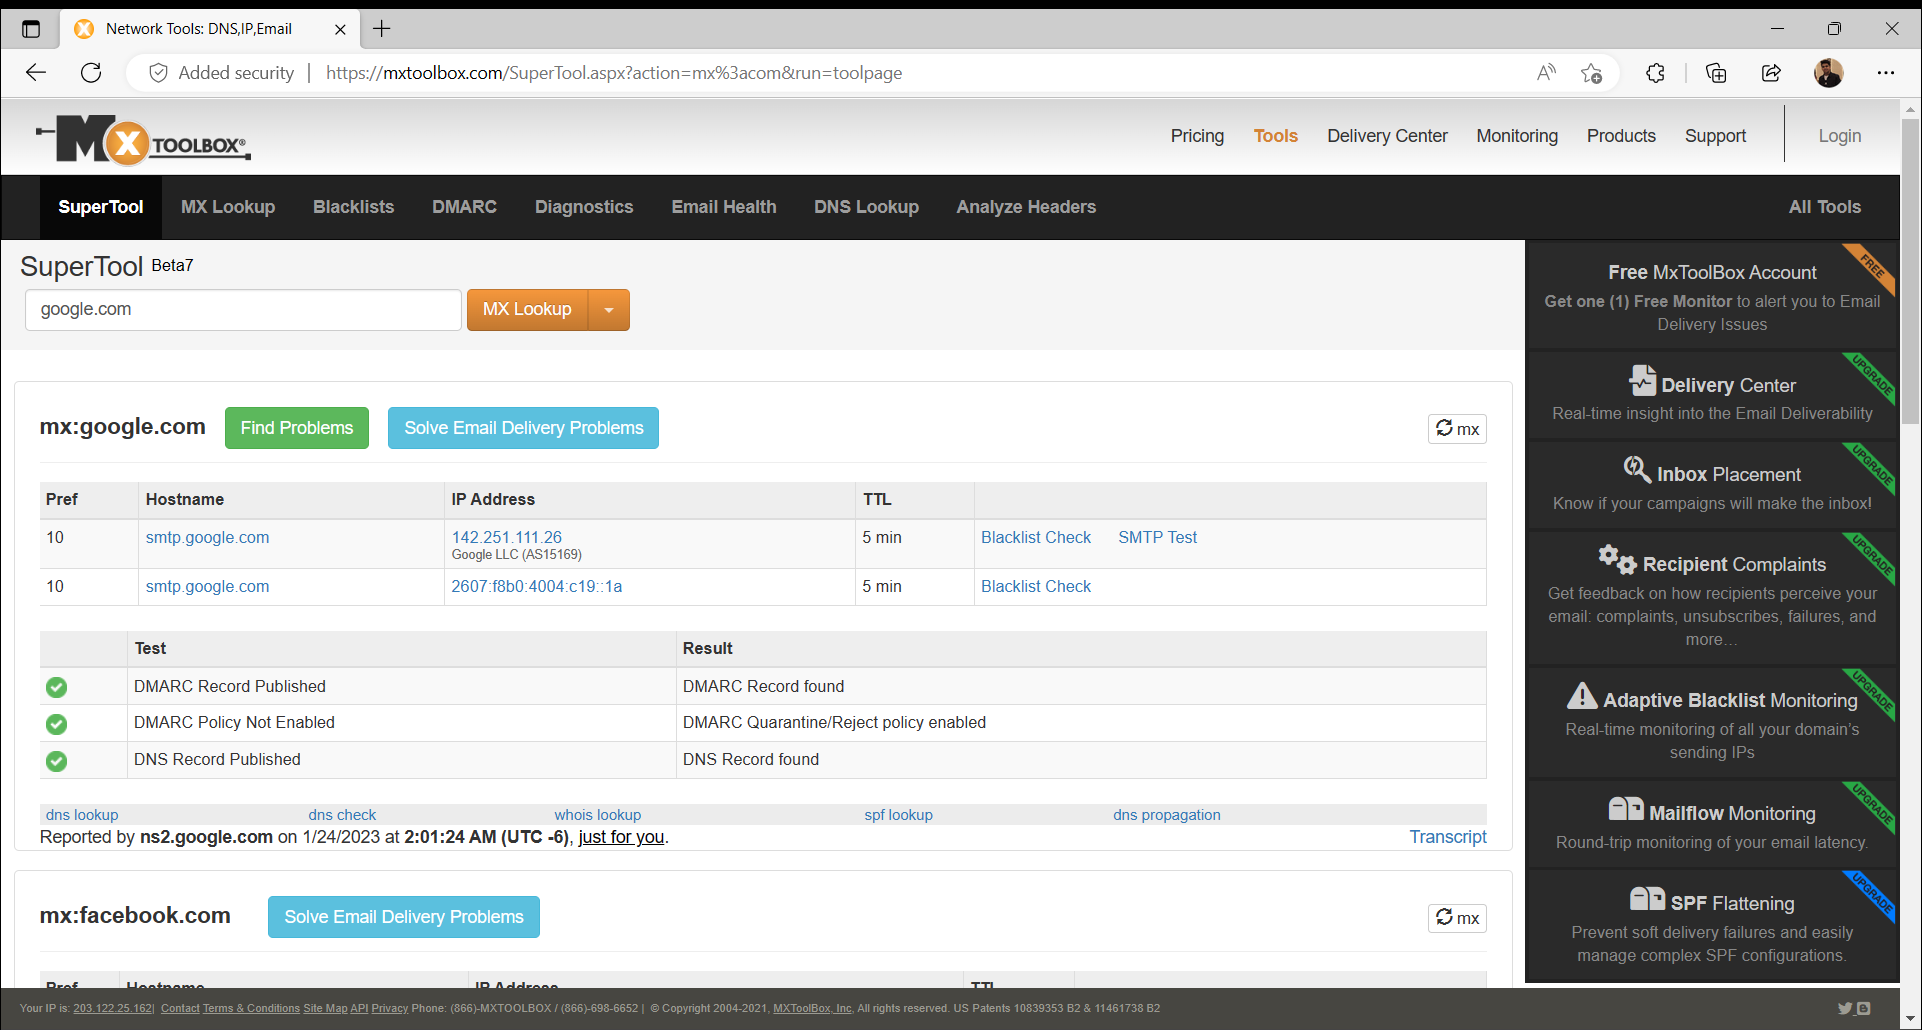 Network Tools: DNS,IP,Email
Added security
https://mxtoolbox.com/SuperTool.aspx?action=mx%3acom&run=toolpage
MX TOOLBOX®
Pricing Tools Delivery Center Monitoring Products Support Login
SuperTool MX Lookup Blacklists DMARC Diagnostics Email Health DNS Lookup Analyze Headers All Tools
SuperTool Beta7
google.com MX Lookup
mx:google.com Find Problems Solve Email Delivery Problems mx
Pref Hostname IP Address TTL
10 smtp.google.com 142.251.111.26 5 min Blacklist Check SMTP Test
Google LLC (AS15169)
10 smtp.google.com 2607:f8b0:4004:c19::1a 5 min Blacklist Check
Test Result
DMARC Record Published DMARC Record found
DMARC Policy Not Enabled DMARC Quarantine/Reject policy enabled
DNS Record Published DNS Record found
dns lookup dns check whois lookup spf lookup dns propagation
Reported by ns2.google.com on 1/24/2023 at 2:01:24 AM (UTC -6), just for you. Transcript
mx:facebook.com Solve Email Delivery Problems mx
Pref Hostname IP Address TTL
FREE
Free MxToolBox Account
Get one (1) Free Monitor to alert you to Email
Delivery Issues
UPGRADE
Delivery Center
Real-time insight into the Email Deliverability
UPGRADE
Inbox Placement
Know if your campaigns will make the inbox!
UPGRADE
Recipient Complaints
Get feedback on how recipients perceive your
email: complaints, unsubscribes, failures, and
more...
UPGRADE
Adaptive Blacklist Monitoring
Real-time monitoring of all your domain's
sending IPs
UPGRADE
Mailflow Monitoring
Round-trip monitoring of your email latency.
UPGRADE
SPF Flattening
Prevent soft delivery failures and easily
manage complex SPF configurations.
Your IP is: 203.122.25.162| Contact Terms & Conditions Site Map API Privacy Phone: (866)-MXTOOLBOX / (866)-698-6652 | © Copyright 2004-2021, MXToolBox, Inc, All rights reserved. US Patents 10839353 B2 & 11461738 B2